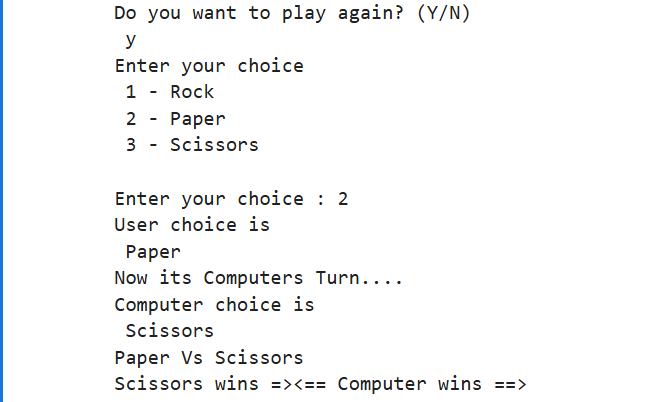 Do you want to play again? (Y/N)
y
Enter your choice
1 - Rock
2 - Paper
3 - Scissors
Enter your choice : 2
User choice is
Paper
Now its Computers Turn....
Computer choice is
Scissors
Paper Vs Scissors
Scissors wins =><== Computer wins ==>